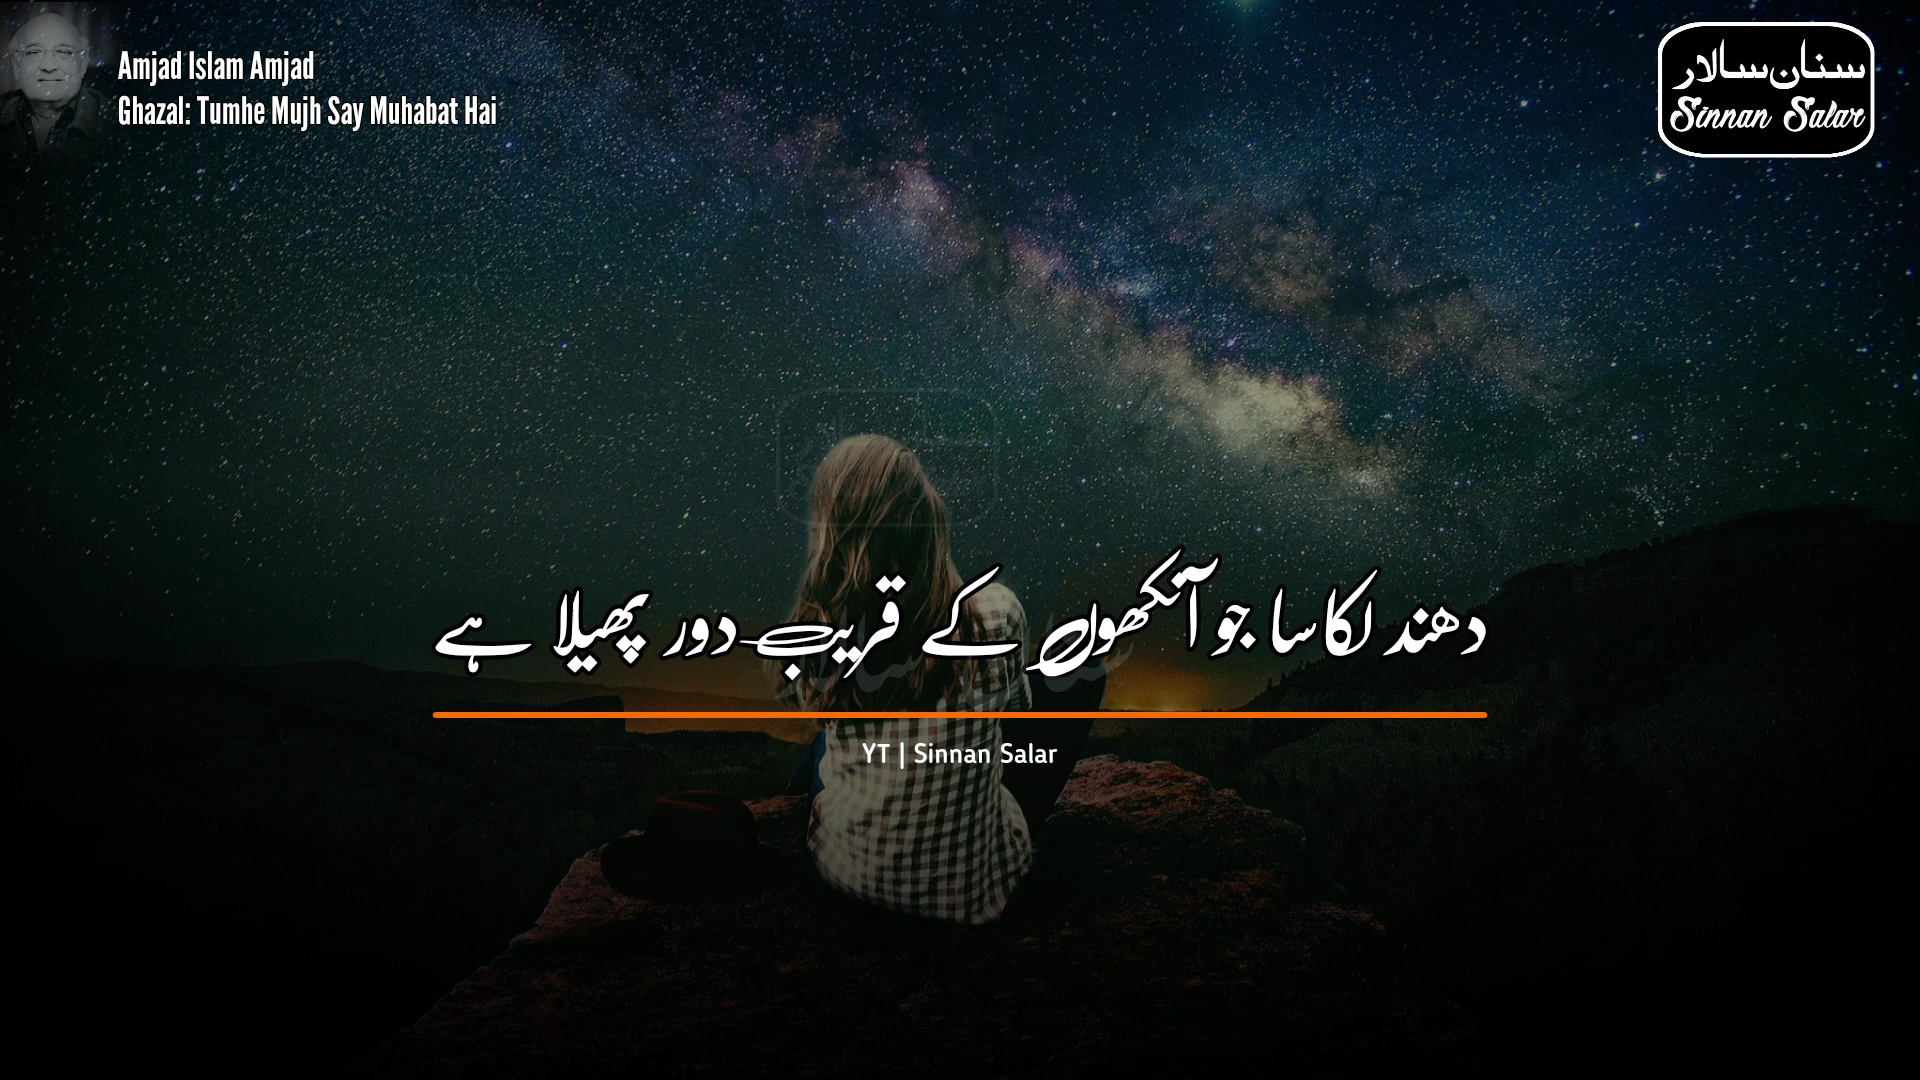 Amjad Islam Amjad
Ghazal: Tumhe Mujh Say Muhabat Hai
سنان سالار
Sinnan Salar
دھند لکا سا جو آنکھوں کے قریب دور پھیلا ہے
YT | Sinnan Salar